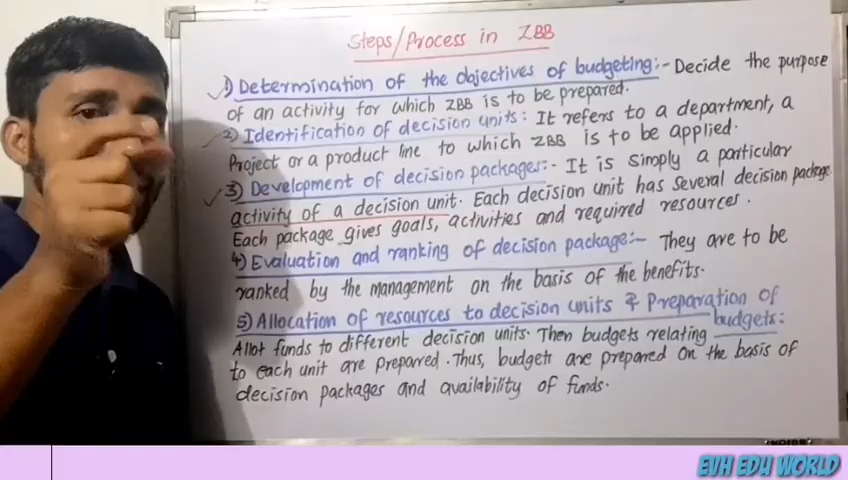 Steps/Process in ZBB
1) Determination of the objectives of budgeting:- Decide the purpose
of an activity for which ZBB is to be prepared.
2) Identification of decision units: It refers to a department, a
Project or a product line to which ZBB is to be applied.
3) Development of decision packages:- It is simply a particular
activity of a decision unit. Each decision unit has several decision package
Each package gives goals, activities and required resources.
4) Evaluation and ranking of decision package:- They are to be
ranked by the management on the basis of the benefits.
5) Allocation of resources to decision units & Preparation of
budgets:
Allot funds to different decision units. Then budgets relating
to each unit are preparred. Thus, budgets are prepared on the basis of
decision packages and availability of funds.
EVH EDU WORLD